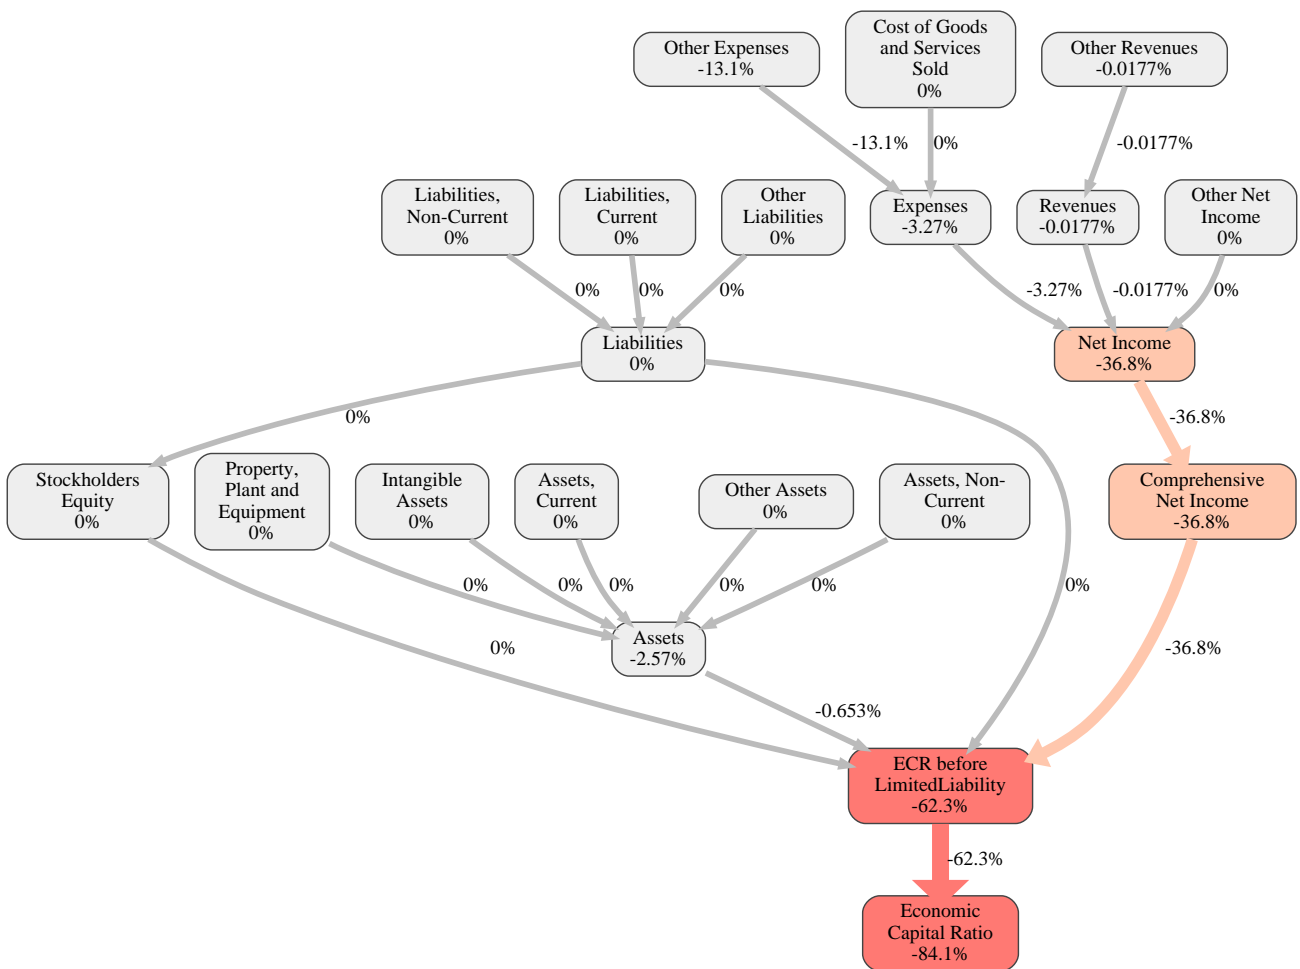 Other Expenses
-13.1%
Cost of Goods
and Services
Sold
0%
Other Revenues
-0.0177%
-13.1%
0%
-0.0177%
Liabilities,
Non-Current
0%
Liabilities,
Current
0%
Other
Liabilities
0%
Expenses
-3.27%
Revenues
-0.0177%
Other Net
Income
0%
0%
0%
0%
-3.27%
-0.0177%
0%
Liabilities
0%
Net Income
-36.8%
0%
-36.8%
Stockholders
Equity
0%
Property,
Plant and
Equipment
0%
Intangible
Assets
0%
Assets,
Current
0%
Other Assets
0%
Assets, Non-
Current
0%
Comprehensive
Net Income
-36.8%
0%
0%
0%
0%
0%
0%
0%
-36.8%
Assets
-2.57%
-0.653%
ECR before
LimitedLiability
-62.3%
-62.3%
Economic
Capital Ratio
-84.1%